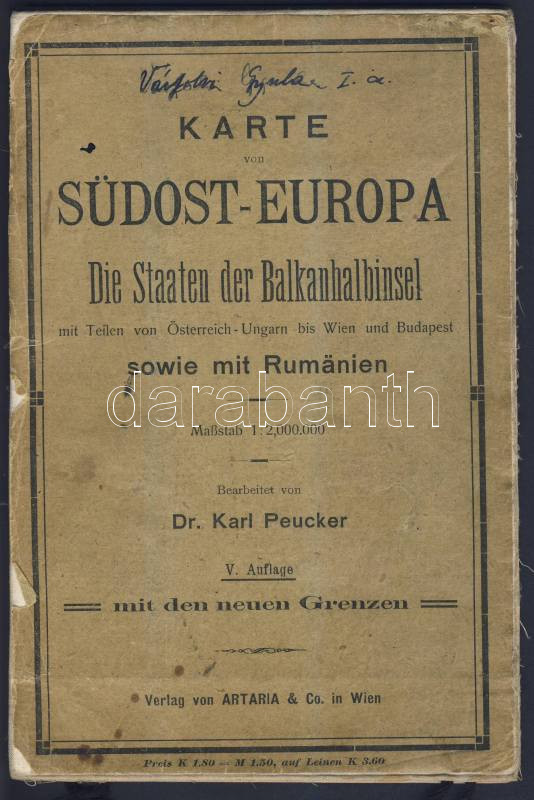 Gyula I. a.
KARTE
von
SÜDOST-EUROPA
Die Staaten der Balkanhalbinsel
mit Teilen von Österreich-Ungarn bis Wien und Budapest
sowie mit Rumänien
darabanth
Maßstab 1:2,000.000
Bearbeitet von
Dr. Karl Peucker
V. Auflage
mit den neuen Grenzen
Verlag von ARTARIA & Co. in Wien
Preis K 1.80 = M 1.50, auf Leinen K 3.60